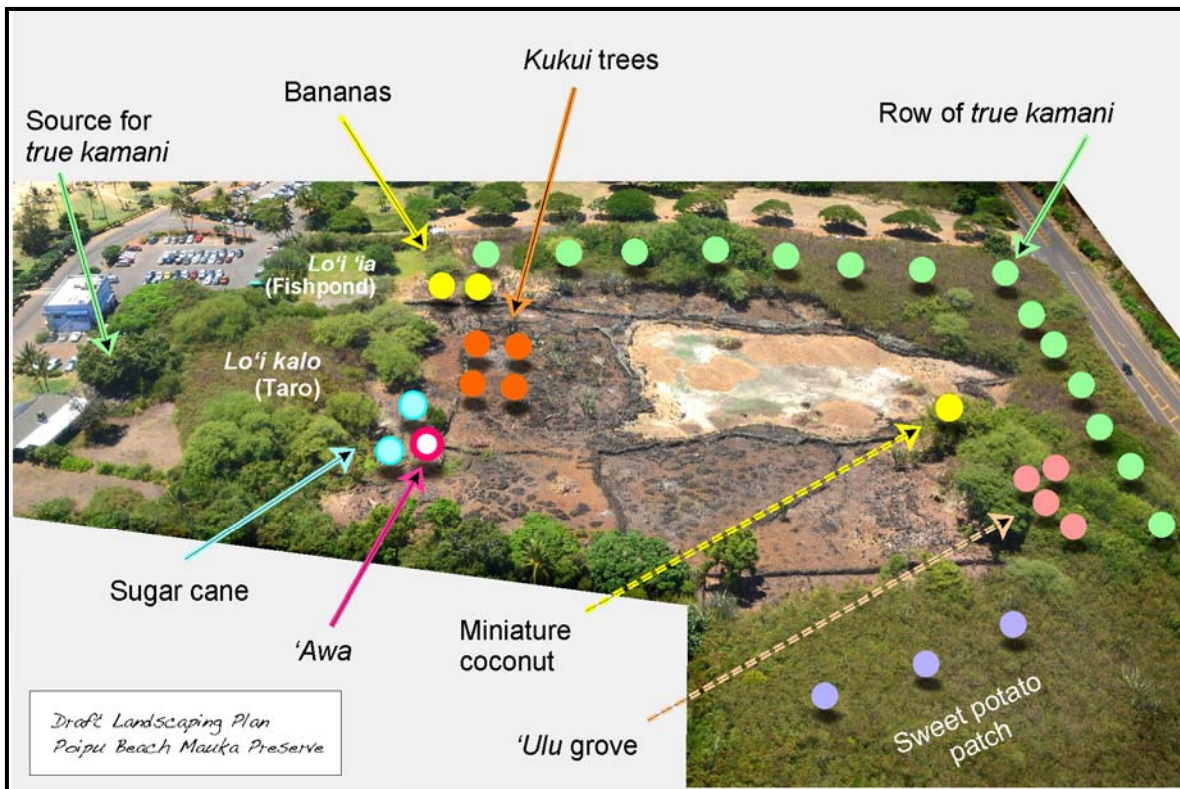 Kukui trees
Bananas
Row of true kamani
Source for
true kamani
Lo‘i ‘ia
(Fishpond)
Lo‘i kalo
(Taro)
Sugar cane
‘Awa
Miniature
coconut
‘Ulu grove
Sweet potato
patch
Draft Landscaping Plan
Poipu Beach Mauka Preserve